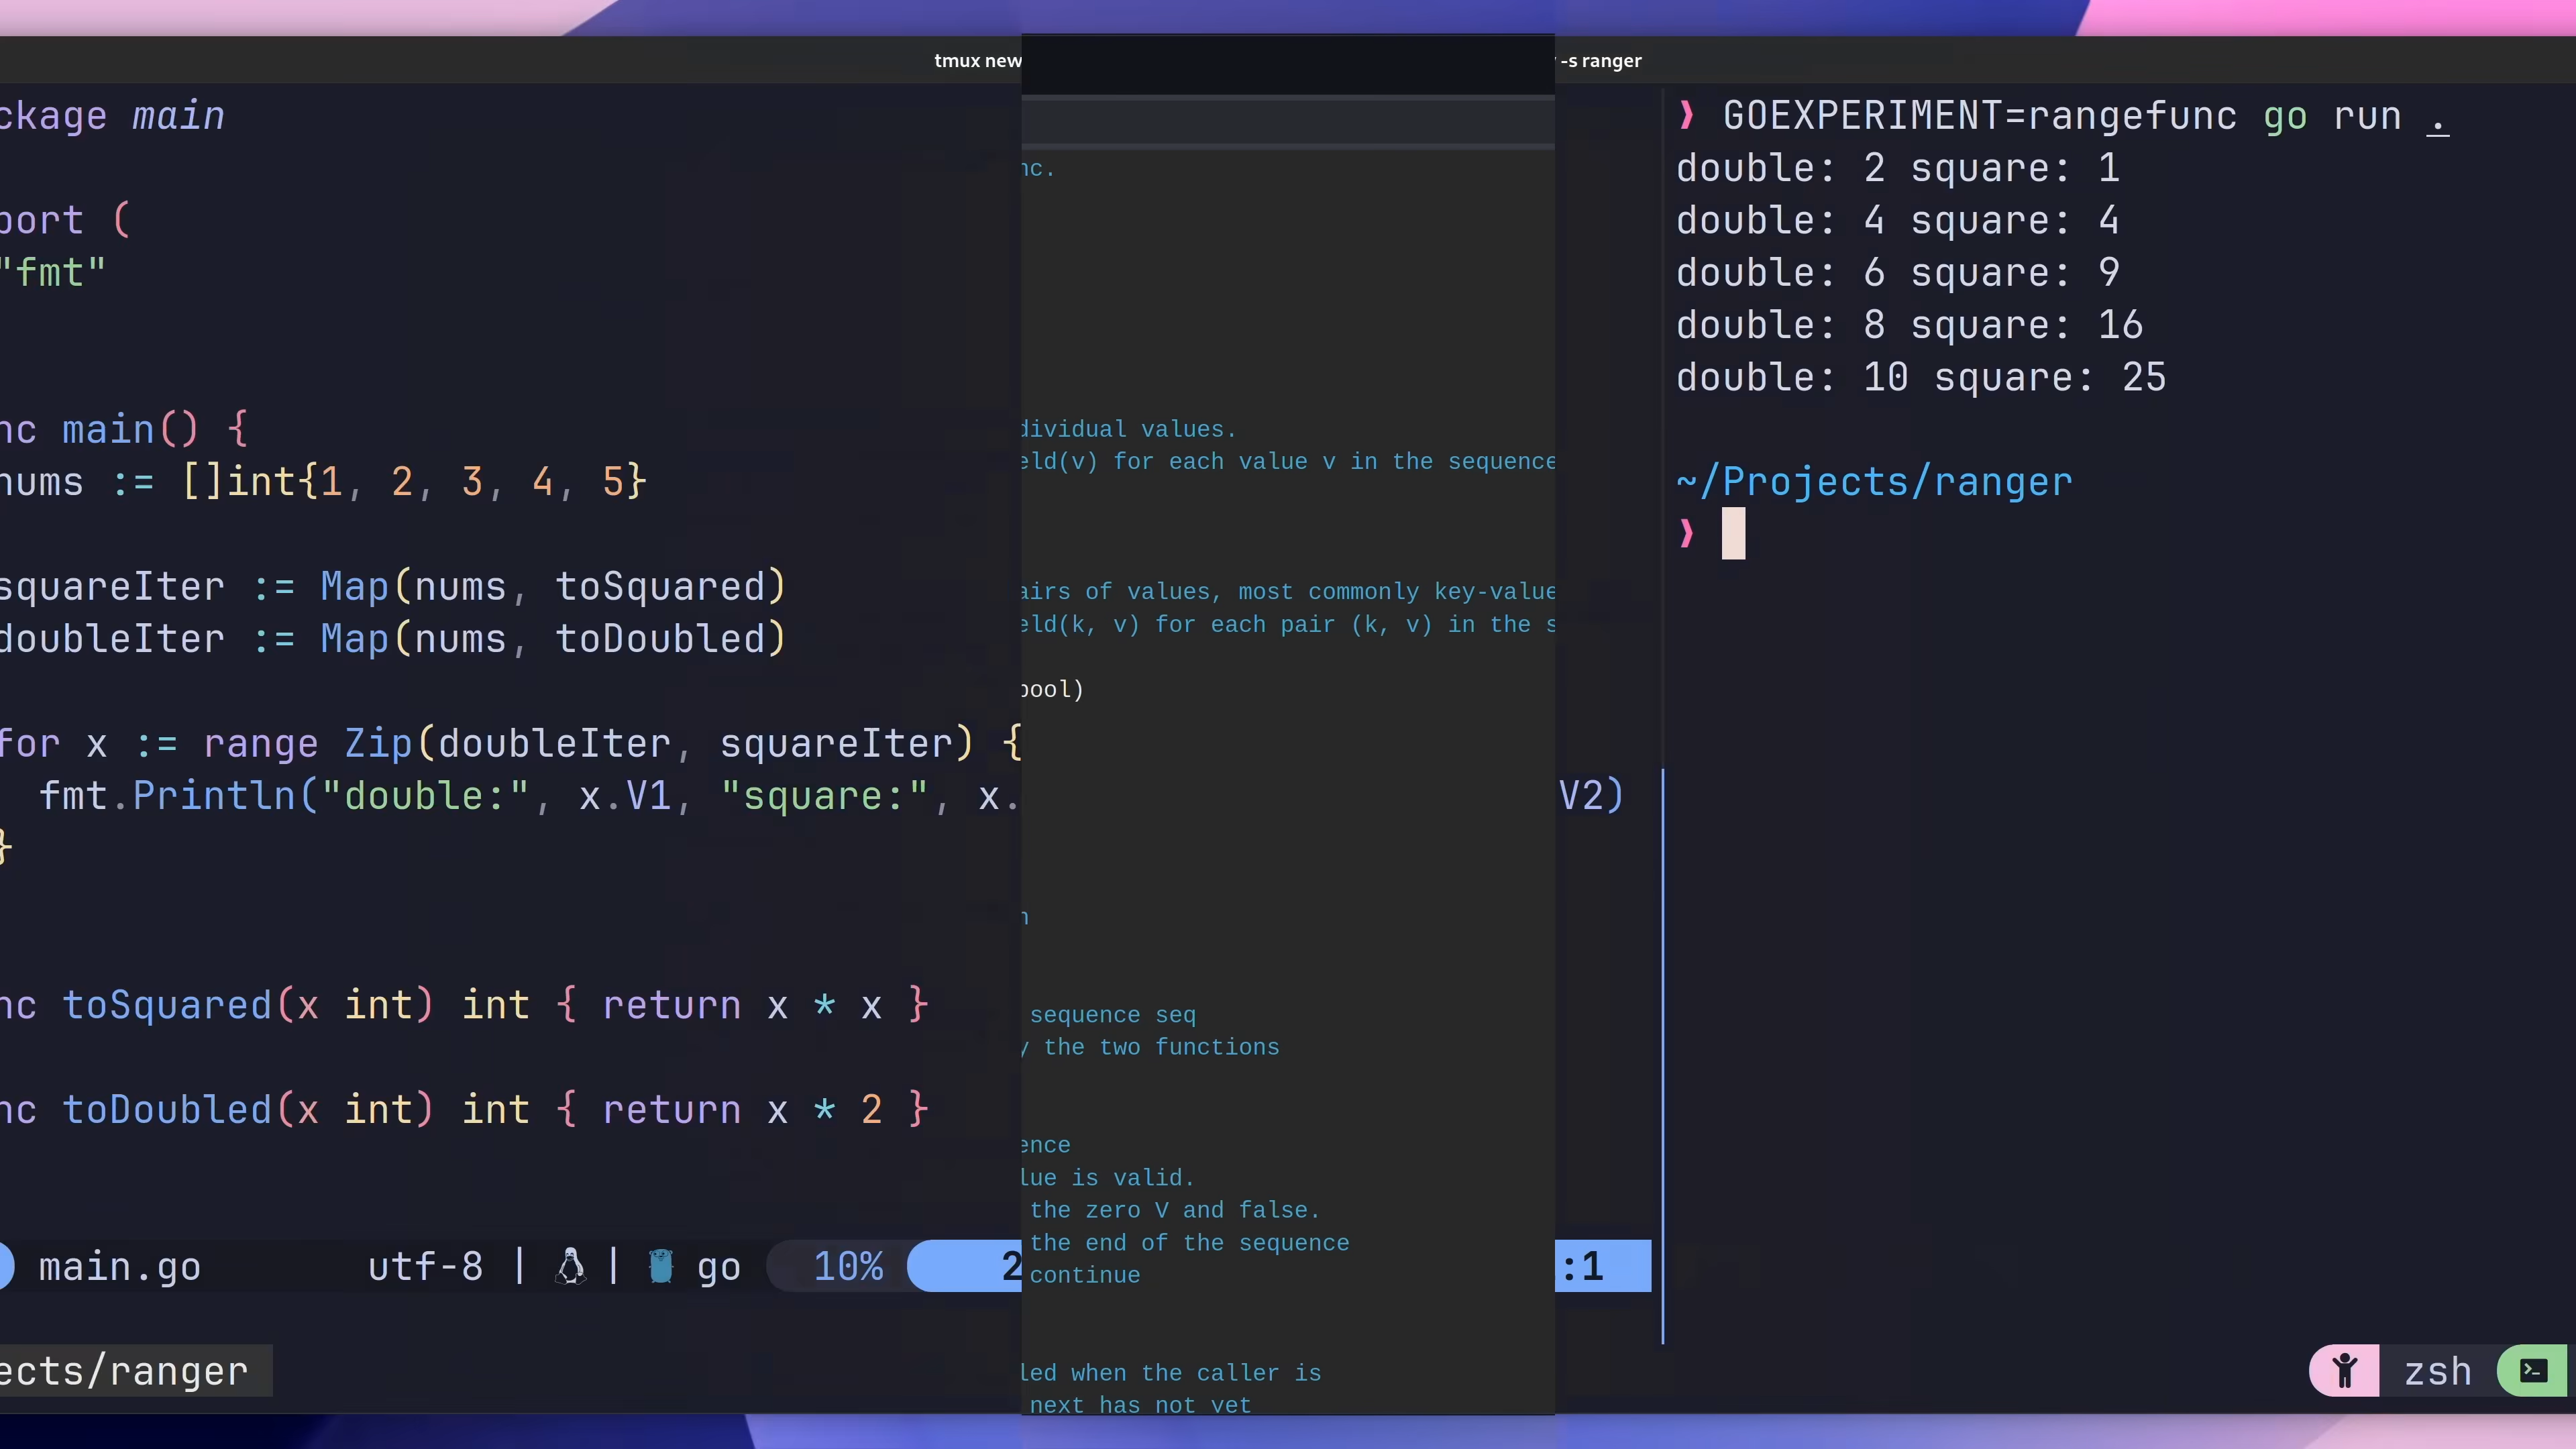 tmux new
-s ranger
ckage main
port (
"fmt"
nc main() {
nums := []int{1, 2, 3, 4, 5}
squareIter := Map(nums, toSquared)
doubleIter := Map(nums, toDoubled)
for x := range Zip(doubleIter, squareIter) {
fmt.Println("double:", x.V1, "square:", x.
V2)
}
nc toSquared(x int) int { return x * x }
nc toDoubled(x int) int { return x * 2 }
main.go utf-8 | | go 10% 2
:1
ects/ranger
nc.
dividual values.
eld(v) for each value v in the sequence
airs of values, most commonly key-value
eld(k, v) for each pair (k, v) in the s
bool)
n
sequence seq
y the two functions
ence
lue is valid.
the zero V and false.
the end of the sequence
continue
led when the caller is
next has not yet
❯ GOEXPERIMENT=rangefunc go run .
double: 2 square: 1
double: 4 square: 4
double: 6 square: 9
double: 8 square: 16
double: 10 square: 25
~/Projects/ranger
❯
zsh